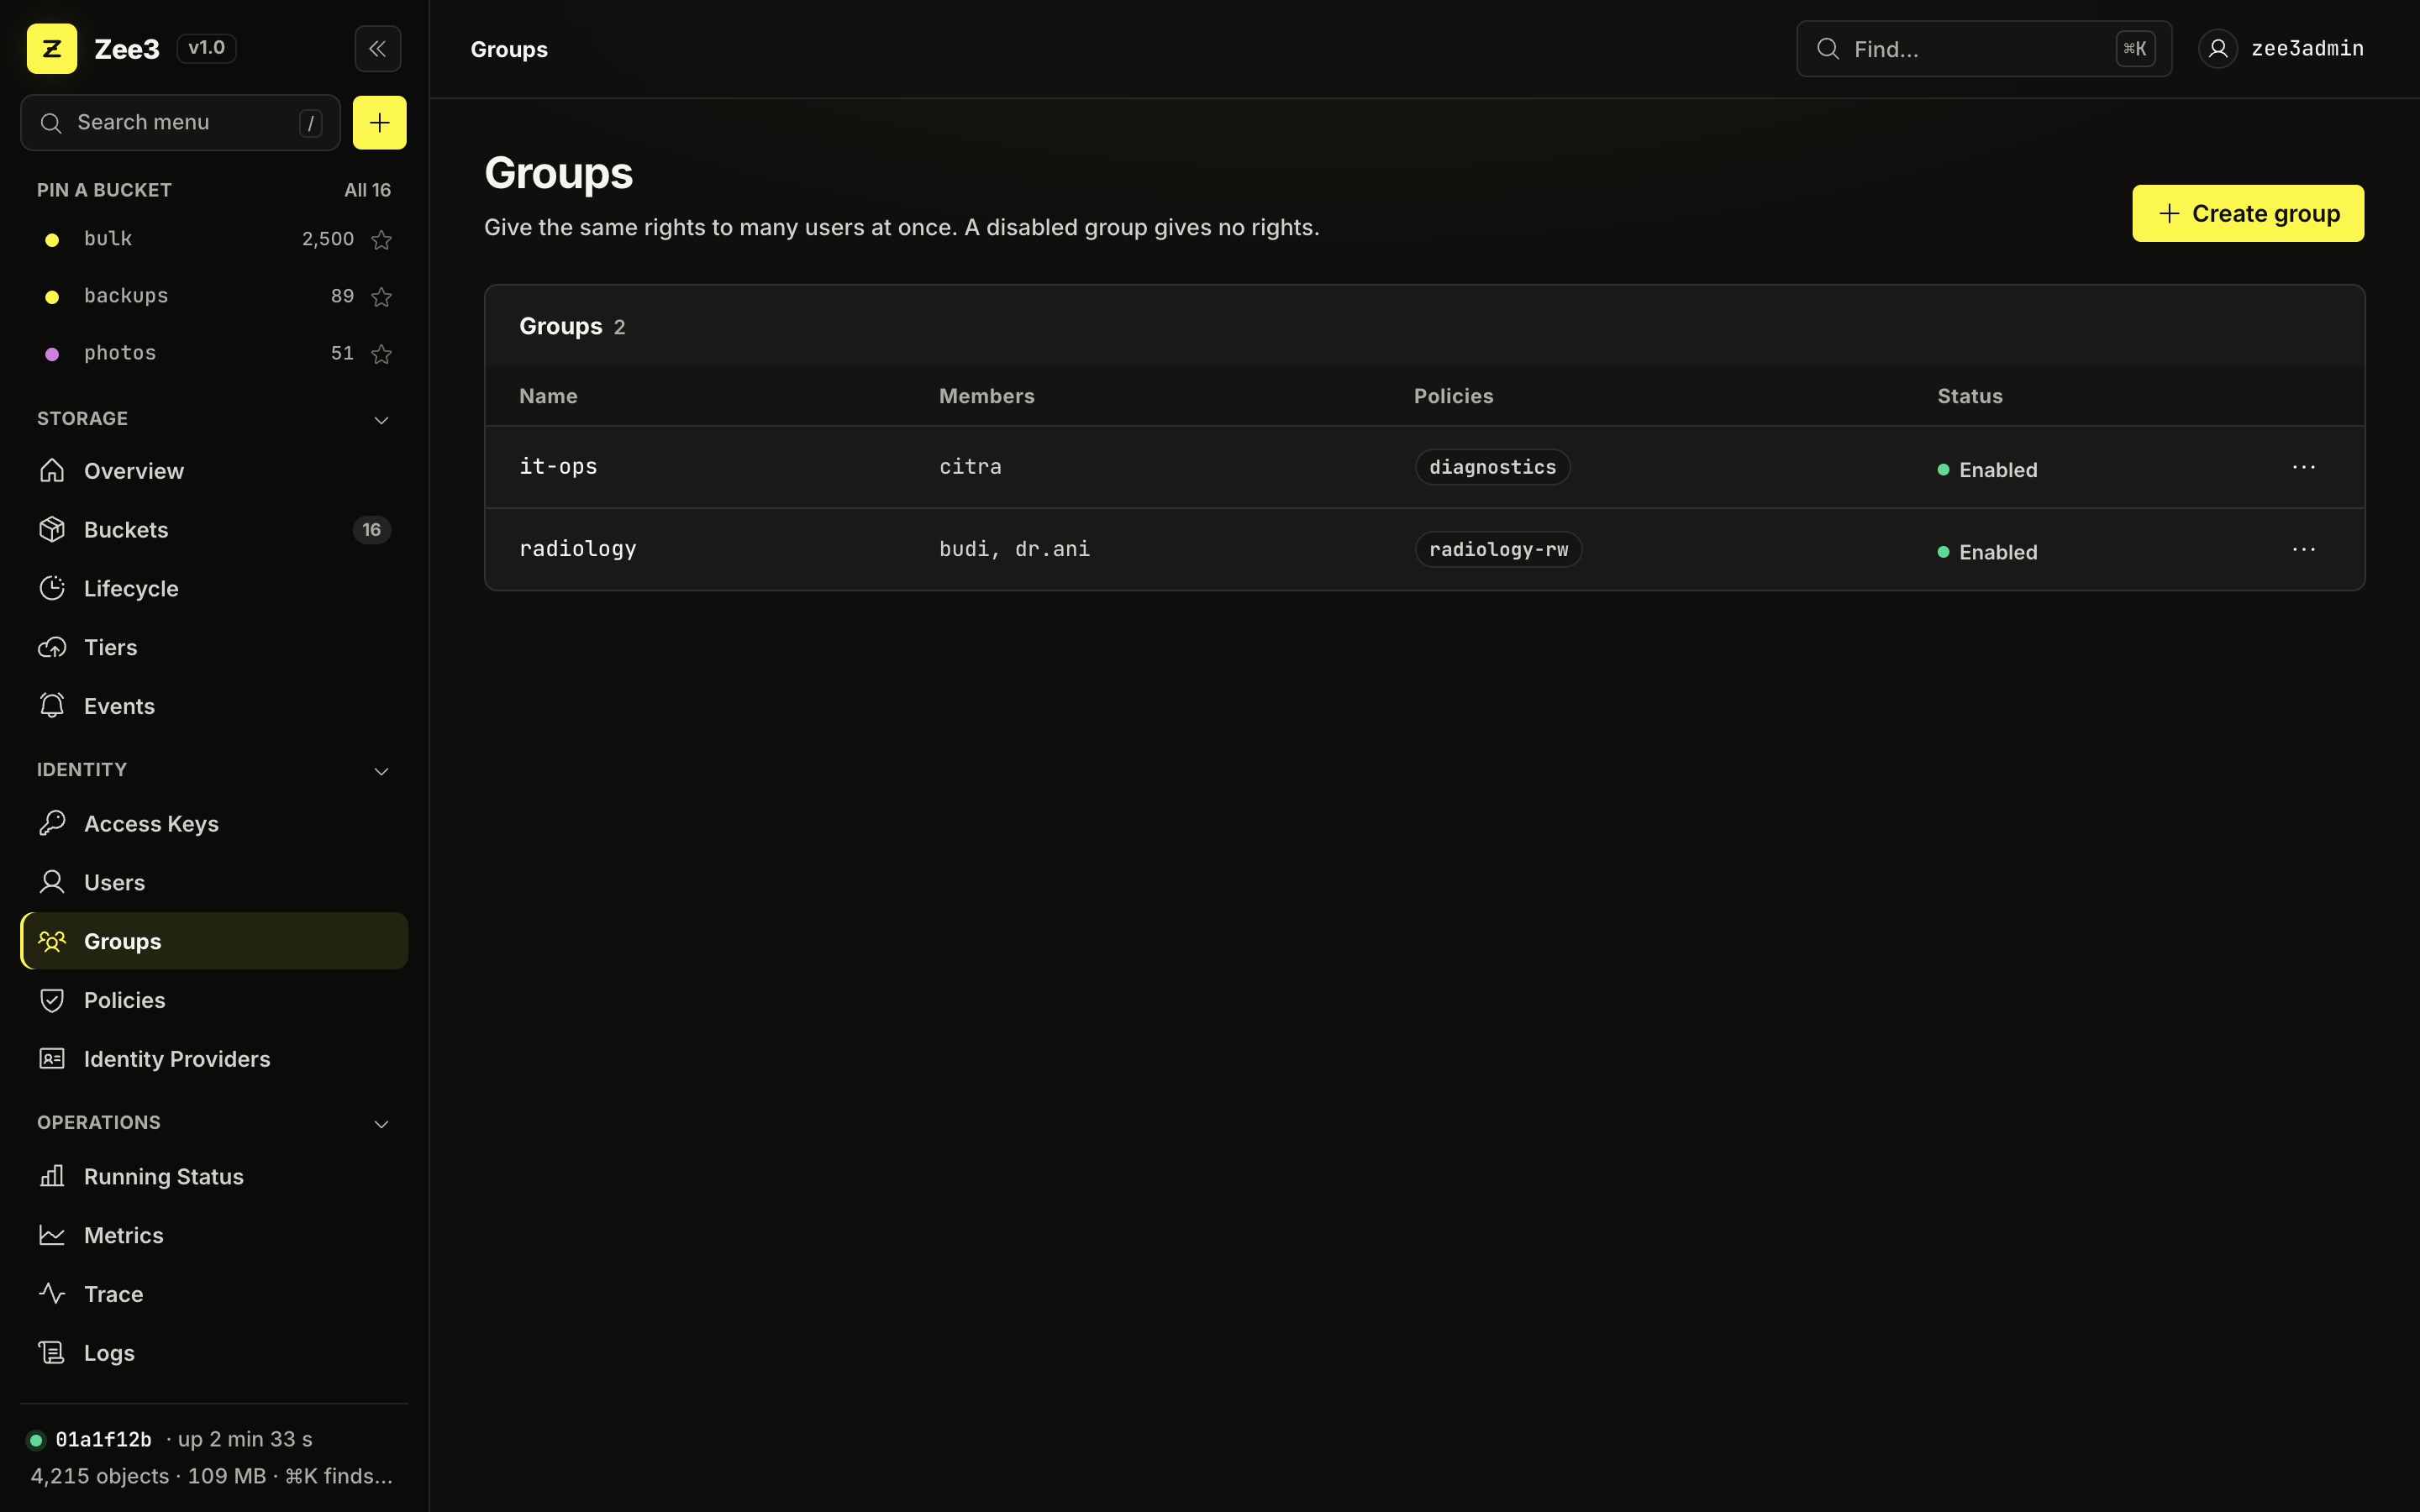 Zee3 v1.0
Search menu /
PIN A BUCKET All 16
bulk 2,500
backups 89
photos 51
STORAGE
Overview
Buckets 16
Lifecycle
Tiers
Events
IDENTITY
Access Keys
Users
Groups
Policies
Identity Providers
OPERATIONS
Running Status
Metrics
Trace
Logs
01a1f12b · up 2 min 33 s
4,215 objects · 109 MB · ⌘K finds...
Groups
Find... ⌘K
zee3admin
Groups
Give the same rights to many users at once. A disabled group gives no rights.
Create group
Groups 2
Name Members Policies Status
it-ops citra diagnostics Enabled
radiology budi, dr.ani radiology-rw Enabled